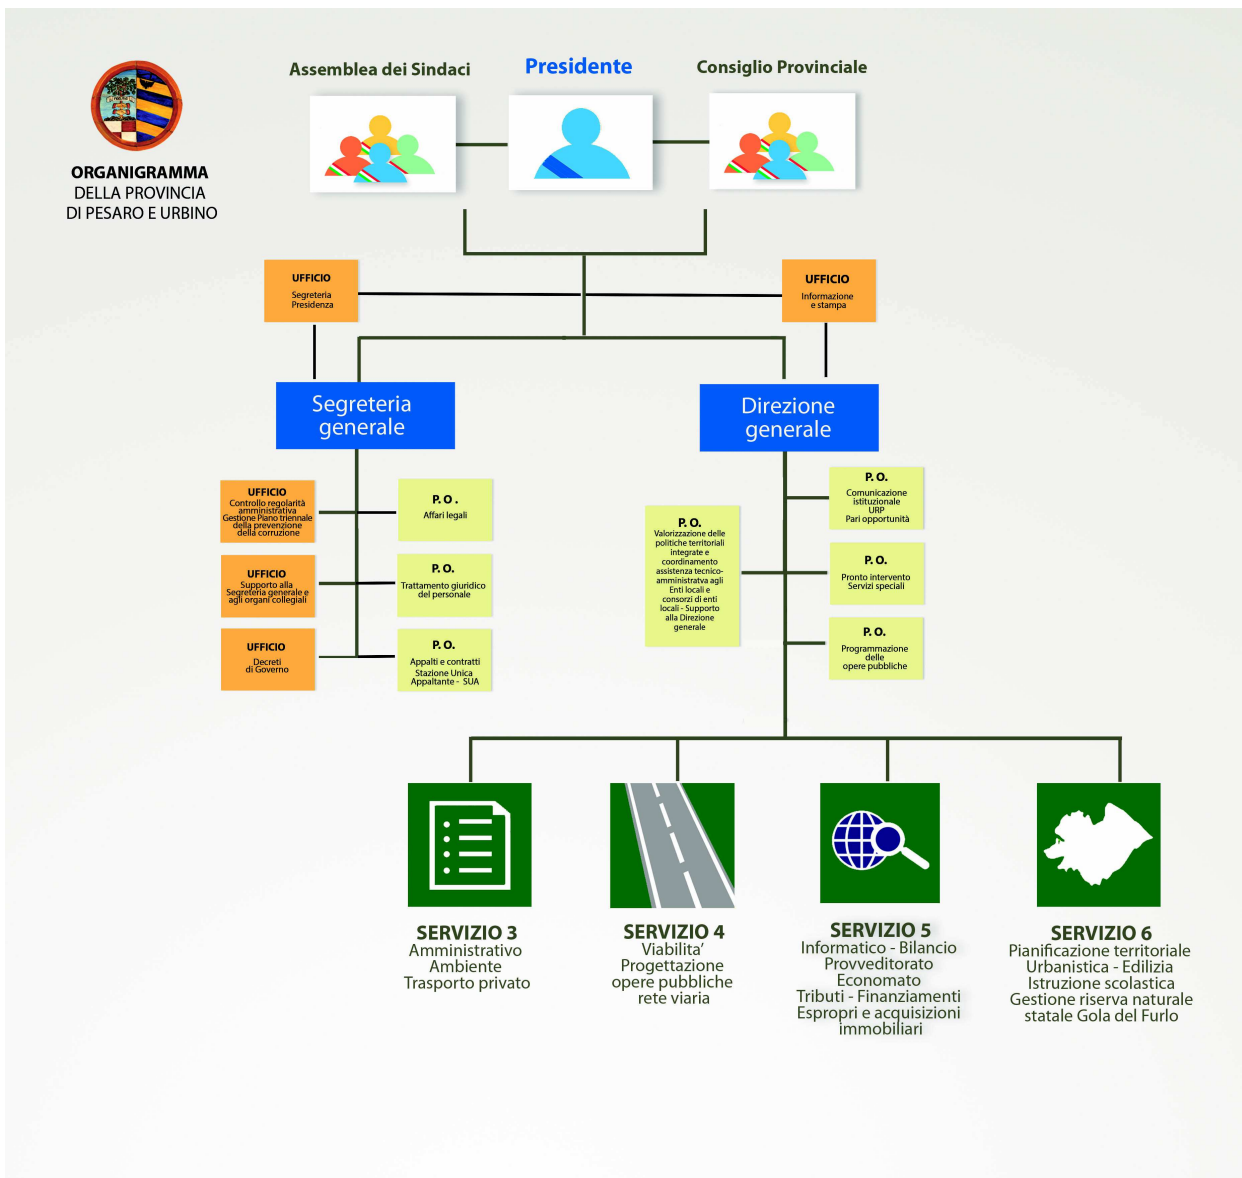 ORGANIGRAMMA
DELLA PROVINCIA
DI PESARO E URBINO
Assemblea dei Sindaci
Presidente
Consiglio Provinciale
UFFICIO
Segreteria
Presidenza
UFFICIO
Informazione
e stampa
Segreteria
generale
Direzione
generale
UFFICIO
Controllo regolarità
amministrativa
Gestione Piano triennale
della prevenzione
della corruzione
P. O .
Affari legali
UFFICIO
Supporto alla
Segreteria generale e
agli organi collegiali
P. O.
Trattamento giuridico
del personale
UFFICIO
Decreti
di Governo
P. O.
Appalti e contratti
Stazione Unica
Appaltante - SUA
P. O.
Valorizzazione delle
politiche territoriali
integrate e
coordinamento
assistenza tecnico-
amministratva agli
Enti locali e
consorzi di enti
locali - Supporto
alla Direzione
generale
P. O.
Comunicazione
istituzionale
URP
Pari opportunità
P. O.
Pronto intervento
Servizi speciali
P. O.
Programmazione
delle
opere pubbliche
SERVIZIO 3
Amministrativo
Ambiente
Trasporto privato
SERVIZIO 4
Viabilita’
Progettazione
opere pubbliche
rete viaria
SERVIZIO 5
Informatico - Bilancio
Provveditorato
Economato
Tributi - Finanziamenti
Espropri e acquisizioni
immobiliari
SERVIZIO 6
Pianificazione territoriale
Urbanistica - Edilizia
Istruzione scolastica
Gestione riserva naturale
statale Gola del Furlo